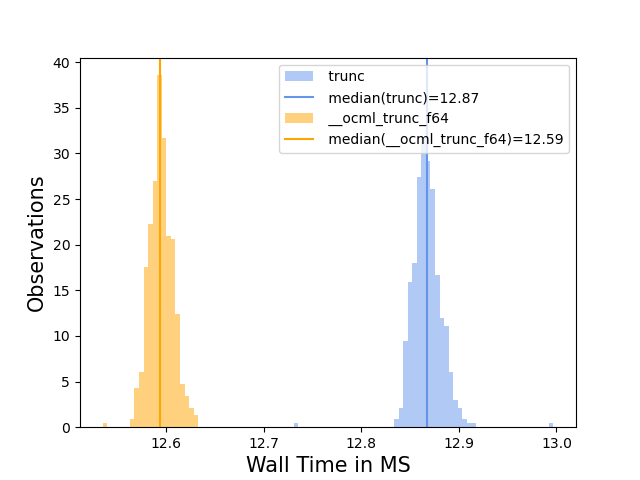 40
35
30
25
20
15
10
5
0
Observations
trunc
median(trunc)=12.87
__ocml_trunc_f64
median(__ocml_trunc_f64)=12.59
12.6 12.7 12.8 12.9 13.0
Wall Time in MS